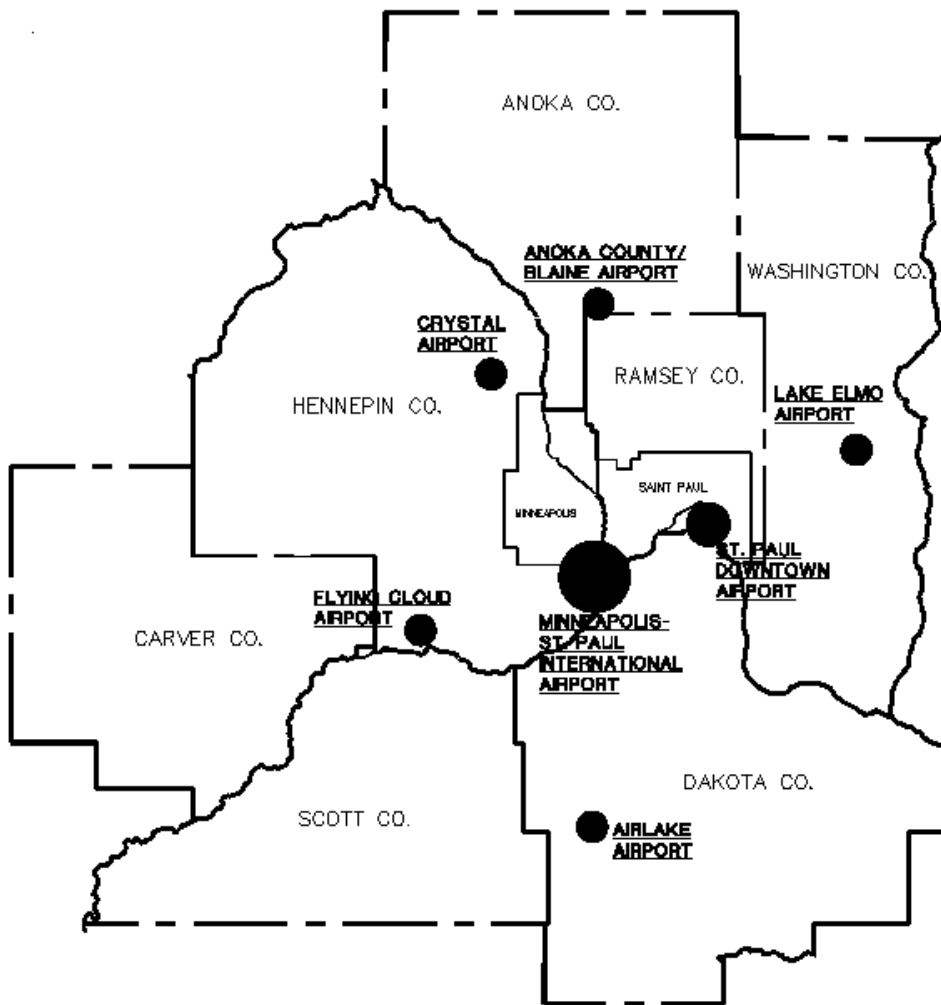 ANOKA CO.
ANOKA COUNTY/
BLAINE AIRPORT
WASHINGTON CO.
CRYSTAL
AIRPORT
RAMSEY CO.
LAKE ELMO
AIRPORT
HENNEPIN CO.
SAINT PAUL
MINNEAPOLIS
ST. PAUL
DOWNTOWN
AIRPORT
FLYING CLOUD
AIRPORT
CARVER CO.
MINNEAPOLIS-
ST. PAUL
INTERNATIONAL
AIRPORT
DAKOTA CO.
SCOTT CO.
AIRLAKE
AIRPORT